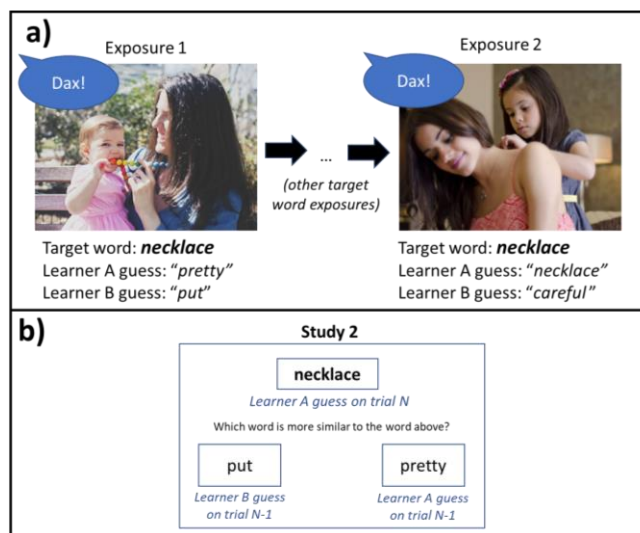 a)
Exposure 1
Exposure 2
Dax!
Dax!
...
(other target
word exposures)
Target word: necklace
Learner A guess: “pretty”
Learner B guess: “put”
Target word: necklace
Learner A guess: “necklace”
Learner B guess: “careful”
b)
Study 2
necklace
Learner A guess on trial N
Which word is more similar to the word above?
put
pretty
Learner B guess
on trial N-1
Learner A guess
on trial N-1